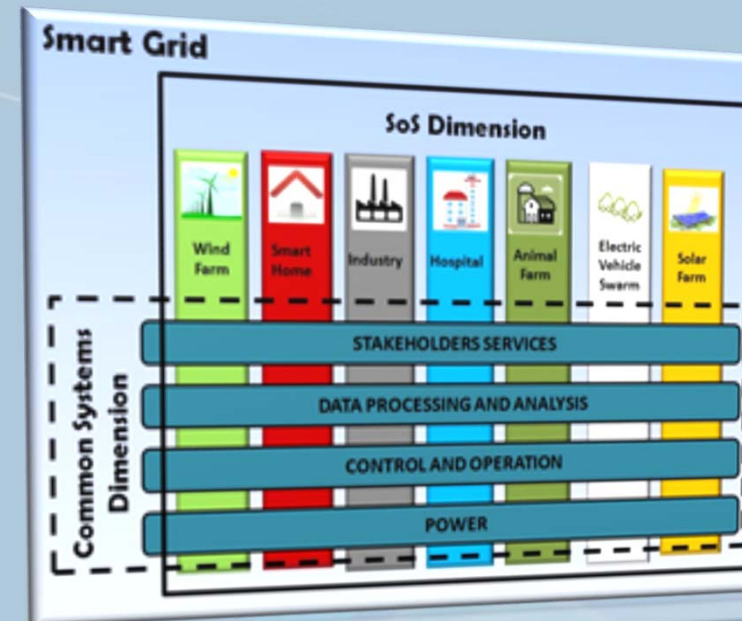 Smart Grid
SoS Dimension
Wind
Farm
Smart
Home
Industry
Hospital
Animal
Farm
Electric
Vehicle
Swarm
Solar
Farm
Common Systems
Dimension
STAKEHOLDERS SERVICES
DATA PROCESSING AND ANALYSIS
CONTROL AND OPERATION
POWER